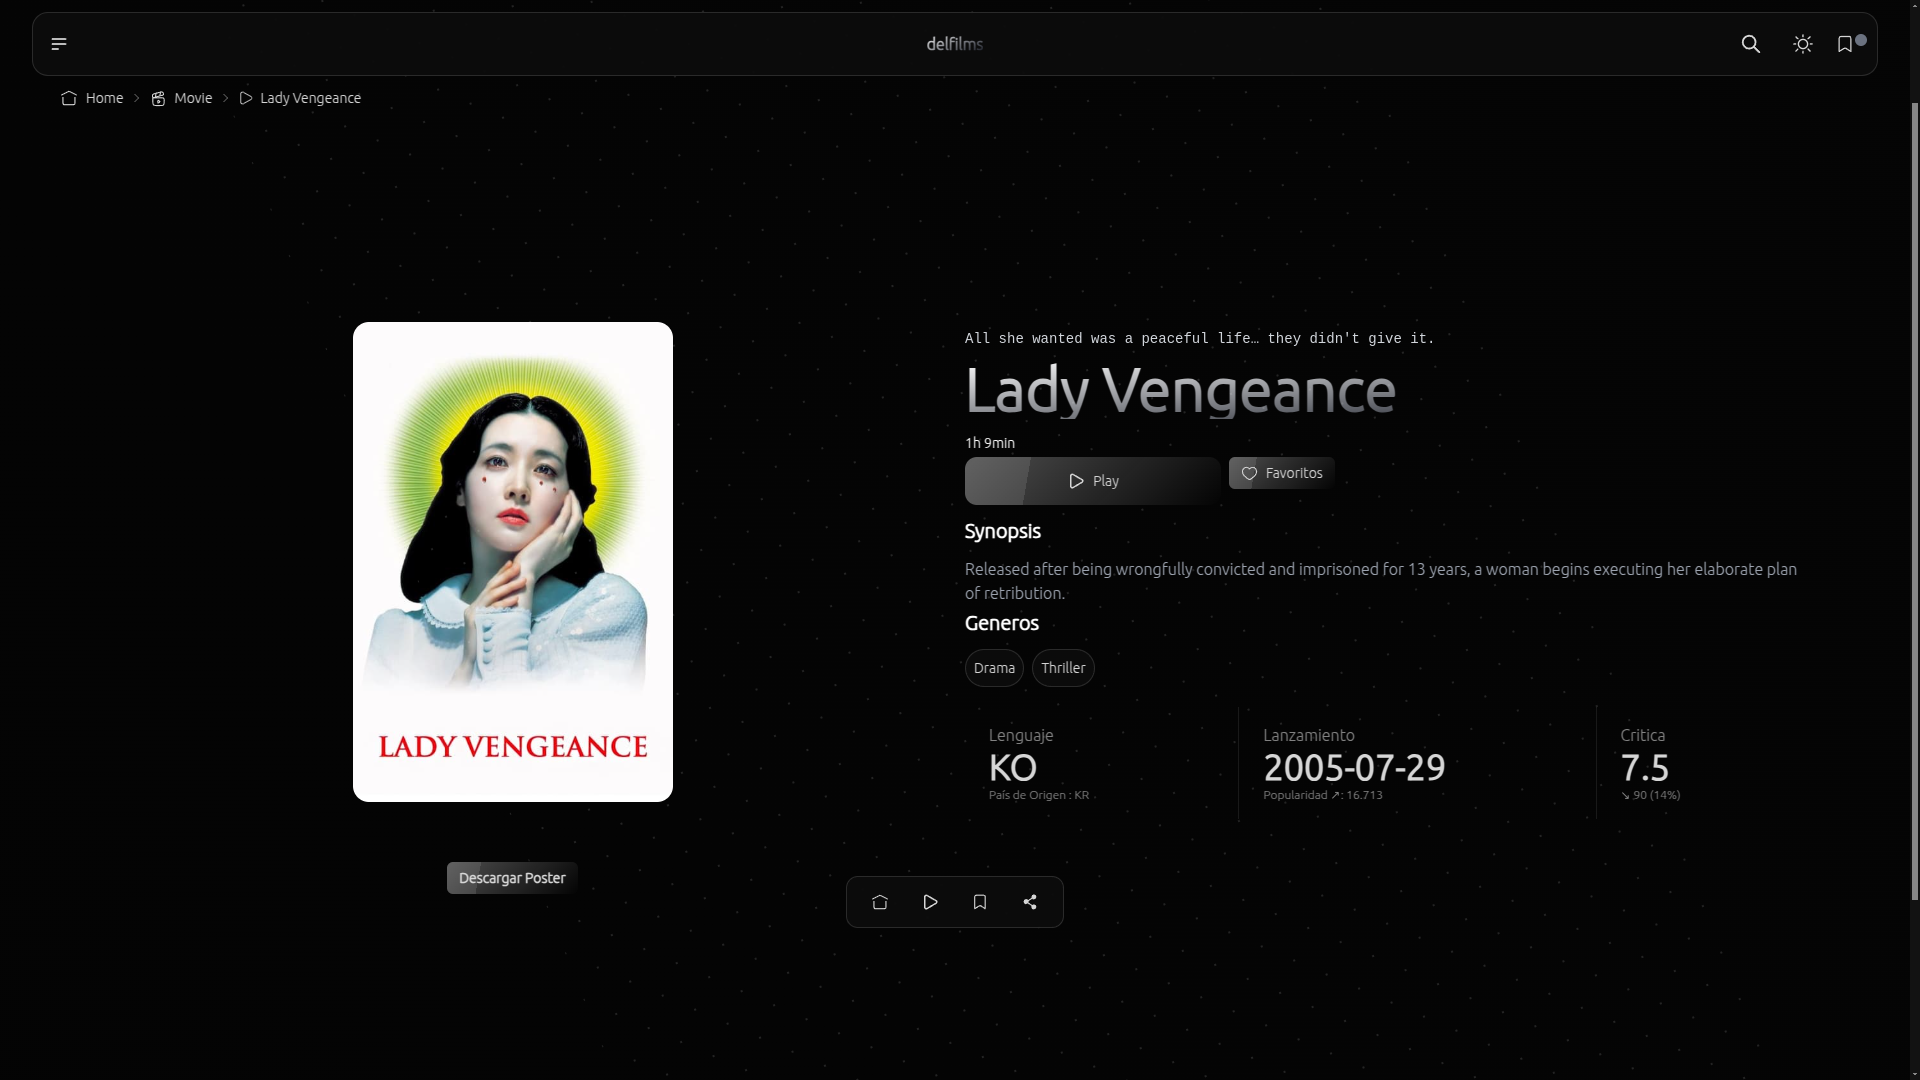 delfilms
Home > Movie > Lady Vengeance
All she wanted was a peaceful life… they didn't give it.
Lady Vengeance
1h 9min
Play
Favoritos
Synopsis
Released after being wrongfully convicted and imprisoned for 13 years, a woman begins executing her elaborate plan
of retribution.
Generos
Drama Thriller
LADY VENGEANCE
Lenguaje
KO
País de Origen : KR
Lanzamiento
2005-07-29
Popularidad ↗: 16.713
Critica
7.5
↘ 90 (14%)
Descargar Poster